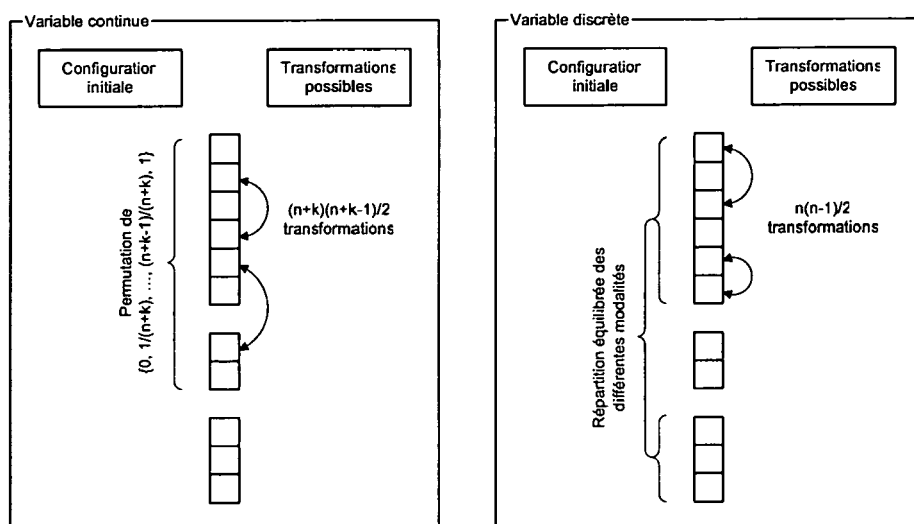 Variable continue
Configuratior
initiale
Transformations
possibles
Permutation de
{0, 1/(n+k), ..., (n+k-1)/(n+k), 1}
(n+k)(n+k-1)/2
transformations
Variable discrète
Configuration
initiale
Transformations
possibles
Répartition équilibrée des
différentes modalités
n(n-1)/2
transformations